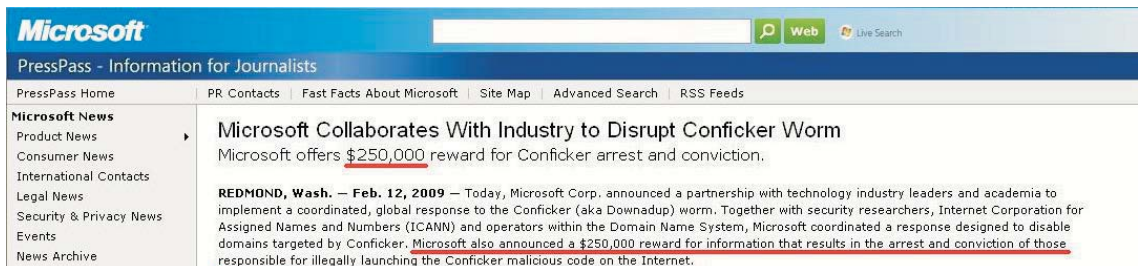 Microsoft
Web
Live Search
PressPass - Information for Journalists
PressPass Home
PR Contacts | Fast Facts About Microsoft | Site Map | Advanced Search | RSS Feeds
Microsoft News
Product News
Consumer News
International Contacts
Legal News
Security & Privacy News
Events
News Archive
Microsoft Collaborates With Industry to Disrupt Conficker Worm
Microsoft offers $250,000 reward for Conficker arrest and conviction.
REDMOND, Wash. — Feb. 12, 2009 — Today, Microsoft Corp. announced a partnership with technology industry leaders and academia to
implement a coordinated, global response to the Conficker (aka Downadup) worm. Together with security researchers, Internet Corporation for
Assigned Names and Numbers (ICANN) and operators within the Domain Name System, Microsoft coordinated a response designed to disable
domains targeted by Conficker. Microsoft also announced a $250,000 reward for information that results in the arrest and conviction of those
responsible for illegally launching the Conficker malicious code on the Internet.